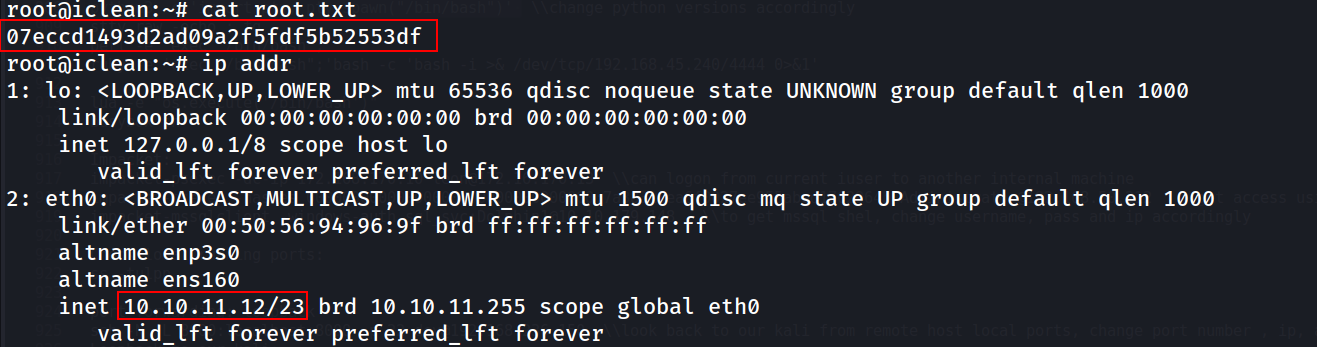 root@iclean:~# cat root.txt
07eccd1493d2ad09a2f5fdf5b52553df
root@iclean:~# ip addr
1: lo: <LOOPBACK,UP,LOWER_UP> mtu 65536 qdisc noqueue state UNKNOWN group default qlen 1000
link/loopback 00:00:00:00:00:00 brd 00:00:00:00:00:00
inet 127.0.0.1/8 scope host lo
valid_lft forever preferred_lft forever
2: eth0: <BROADCAST,MULTICAST,UP,LOWER_UP> mtu 1500 qdisc mq state UP group default qlen 1000
link/ether 00:50:56:94:96:9f brd ff:ff:ff:ff:ff:ff
altname enp3s0
altname ens160
inet 10.10.11.12/23 brd 10.10.11.255 scope global eth0
valid_lft forever preferred_lft forever